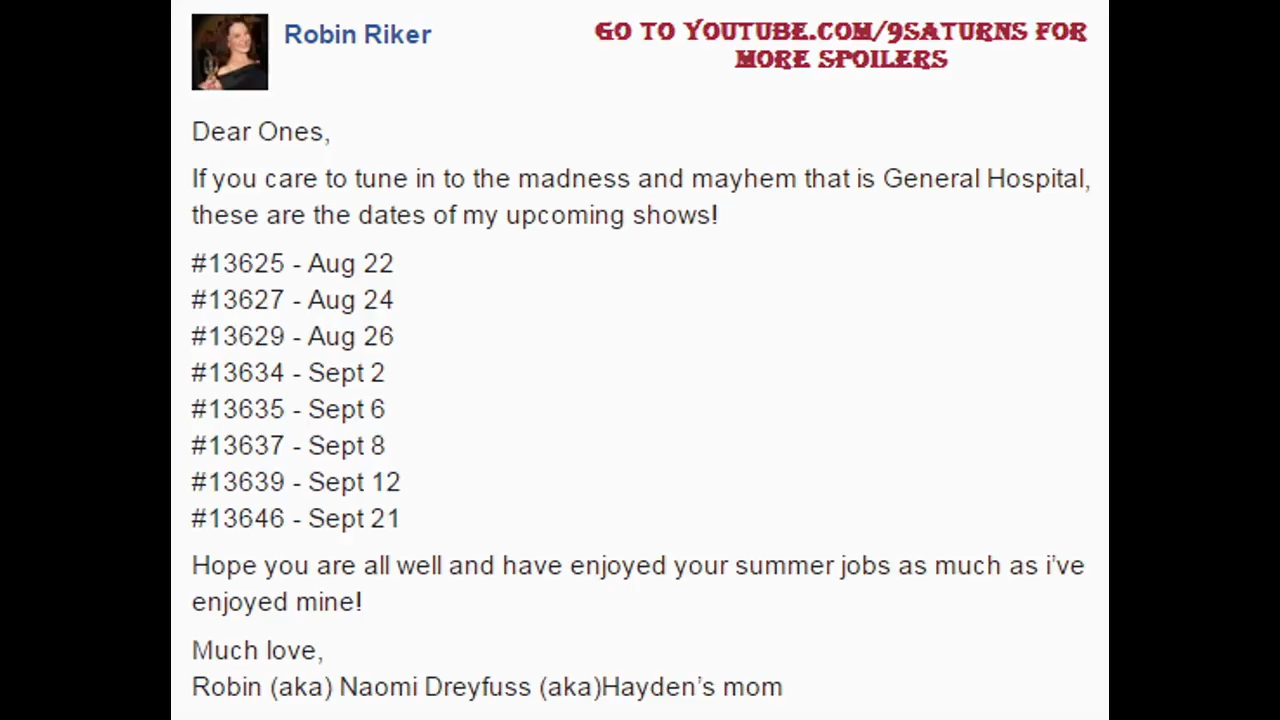 Robin Riker
GO TO YOUTUBE.COM/9SATURNS FOR
MORE SPOILERS
Dear Ones,
If you care to tune in to the madness and mayhem that is General Hospital,
these are the dates of my upcoming shows!
#13625 - Aug 22
#13627 - Aug 24
#13629 - Aug 26
#13634 - Sept 2
#13635 - Sept 6
#13637 - Sept 8
#13639 - Sept 12
#13646 - Sept 21
Hope you are all well and have enjoyed your summer jobs as much as i've
enjoyed mine!
Much love,
Robin (aka) Naomi Dreyfuss (aka)Hayden’s mom